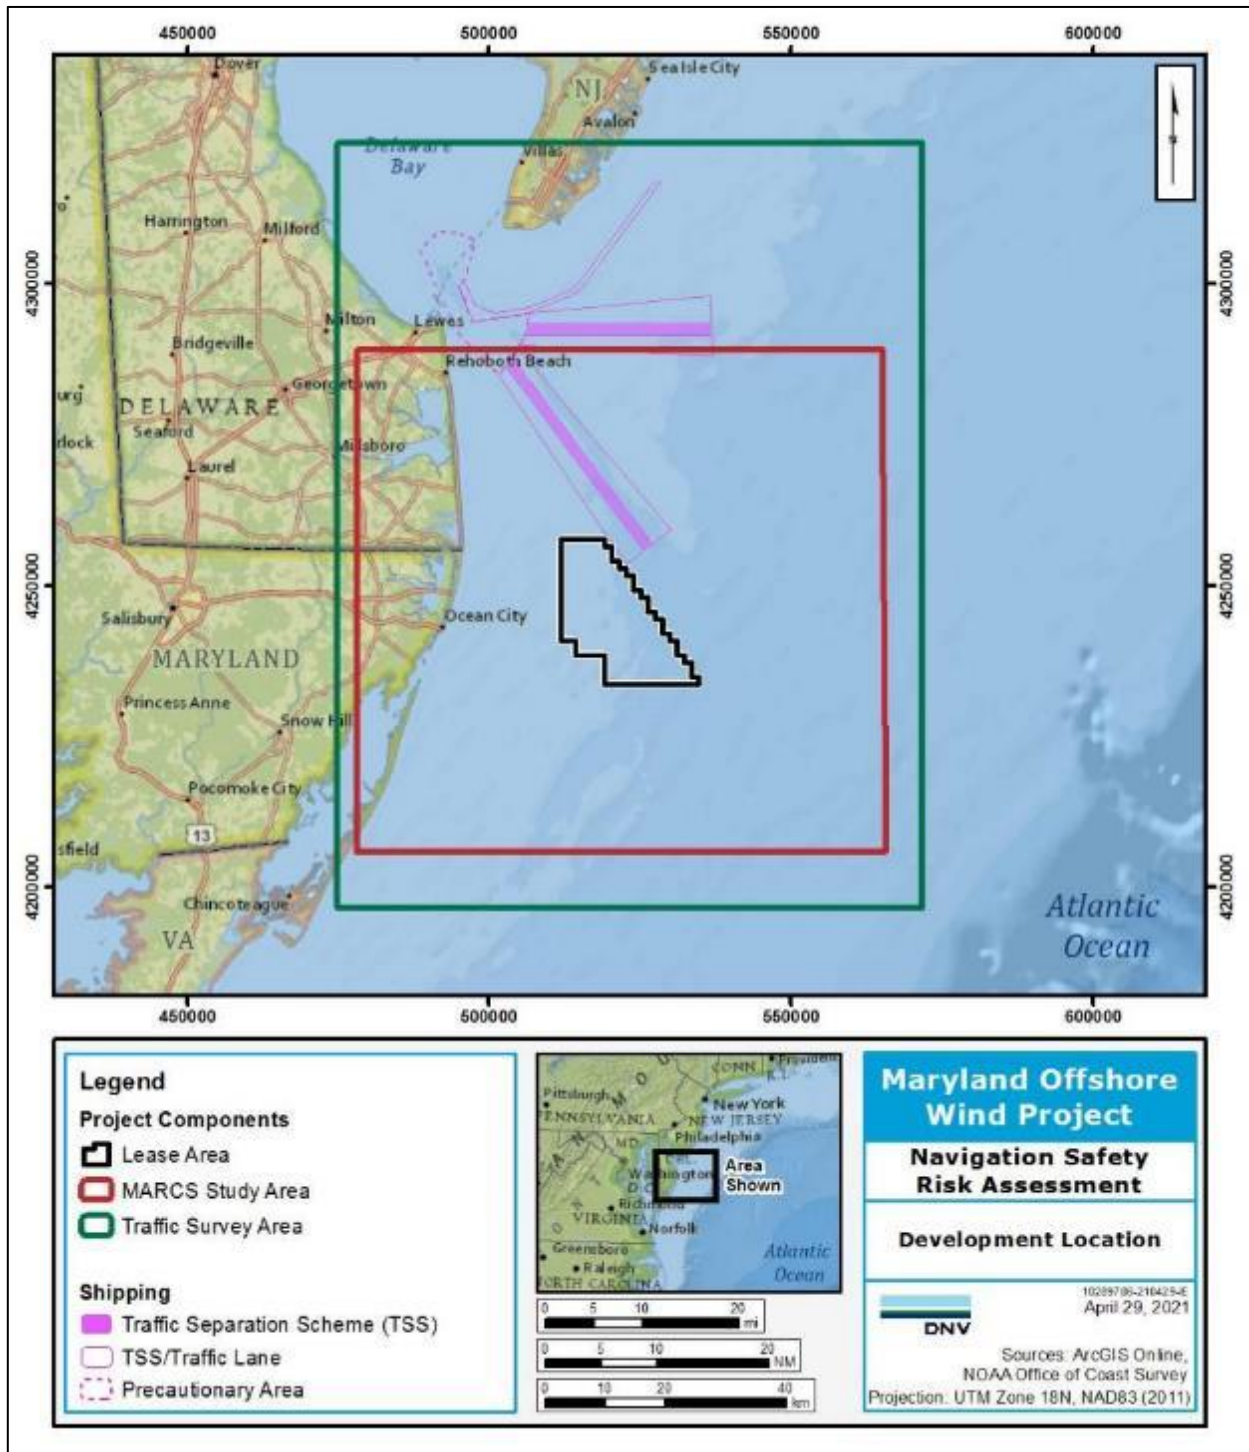 450000 500000 550000 600000
Dover
Sea Isle City
NJ
Avalon
Delaware
Bay
Villas
Harrington
Milford
4300000
4300000
Milton
Lewes
Bridgeville
Rehoboth Beach
Georgetown
urg
DELAWARE
Seaford
rlock
Millsboro
Laurel
4250000
4250000
Salisbury
Ocean City
MARYLAND
Princess Anne
Snow Hill
Pocomoke City
13
sfield
4200000
4200000
Chincoteague
VA
Atlantic
Ocean
450000 500000 550000 600000
Legend
Project Components
Lease Area
MARCS Study Area
Traffic Survey Area
Shipping
Traffic Separation Scheme (TSS)
TSS/Traffic Lane
Precautionary Area
CONN
R.I.
Pittsburgh
New York
PENNSYLVANIA
NEW JERSEY
Philadelphia
MD.
DEL.
Washington
D.C.
Area
Shown
Richmond
VIRGINIA
Norfolk
Greensboro
Raleigh
Atlantic
Ocean
0 5 10 20
mi
0 5 10 20
NM
0 10 20 40
km
Maryland Offshore
Wind Project
Navigation Safety
Risk Assessment
Development Location
April 29, 2021
DNV
Sources: ArcGIS Online,
NOAA Office of Coast Survey
Projection: UTM Zone 18N, NAD83 (2011)